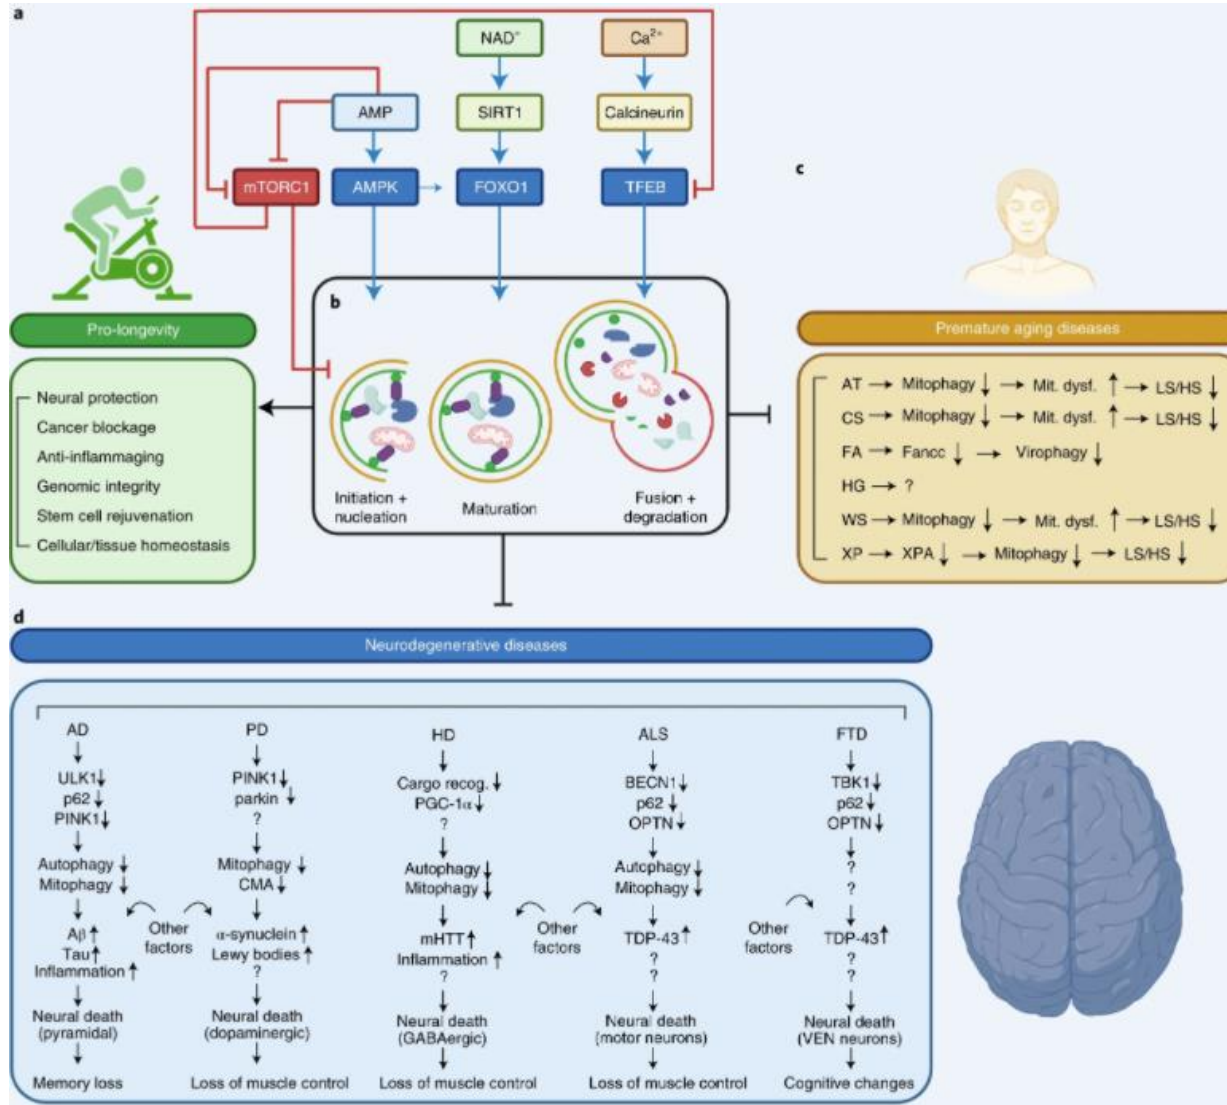 a
NAD⁺
Ca²⁺
AMP
SIRT1
Calcineurin
mTORC1
AMPK
FOXO1
TFEB
Pro-longevity
Neural protection
Cancer blockage
Anti-inflammaging
Genomic integrity
Stem cell rejuvenation
Cellular/tissue homeostasis
b
Initiation +
nucleation
Maturation
Fusion +
degradation
c
Premature aging diseases
AT → Mitophagy ↓ → Mit. dysf. ↑ → LS/HS ↓
CS → Mitophagy ↓ → Mit. dysf. ↑ → LS/HS ↓
FA → Fancc ↓ → Virophagy ↓
HG → ?
WS → Mitophagy ↓ → Mit. dysf. ↑ → LS/HS ↓
XP → XPA ↓ → Mitophagy ↓ → LS/HS ↓
d
Neurodegenerative diseases
AD
ULK1↓
p62 ↓
PINK1↓
Autophagy ↓
Mitophagy ↓
Aβ ↑
Tau ↑
Inflammation ↑
Neural death
(pyramidal)
Memory loss
Other
factors
PD
PINK1↓
parkin ↓
?
Mitophagy ↓
CMA ↓
α-synuclein ↑
Lewy bodies ↑
?
Neural death
(dopaminergic)
Loss of muscle control
HD
Cargo recog. ↓
PGC-1α ↓
?
Autophagy ↓
Mitophagy ↓
mHTT ↑
Inflammation ↑
?
Neural death
(GABAergic)
Loss of muscle control
Other
factors
ALS
BECN1↓
p62 ↓
OPTN ↓
Autophagy ↓
Mitophagy ↓
TDP-43 ↑
?
?
Neural death
(motor neurons)
Loss of muscle control
Other
factors
FTD
TBK1↓
p62 ↓
OPTN ↓
?
?
TDP-43 ↑
?
?
Neural death
(VEN neurons)
Cognitive changes